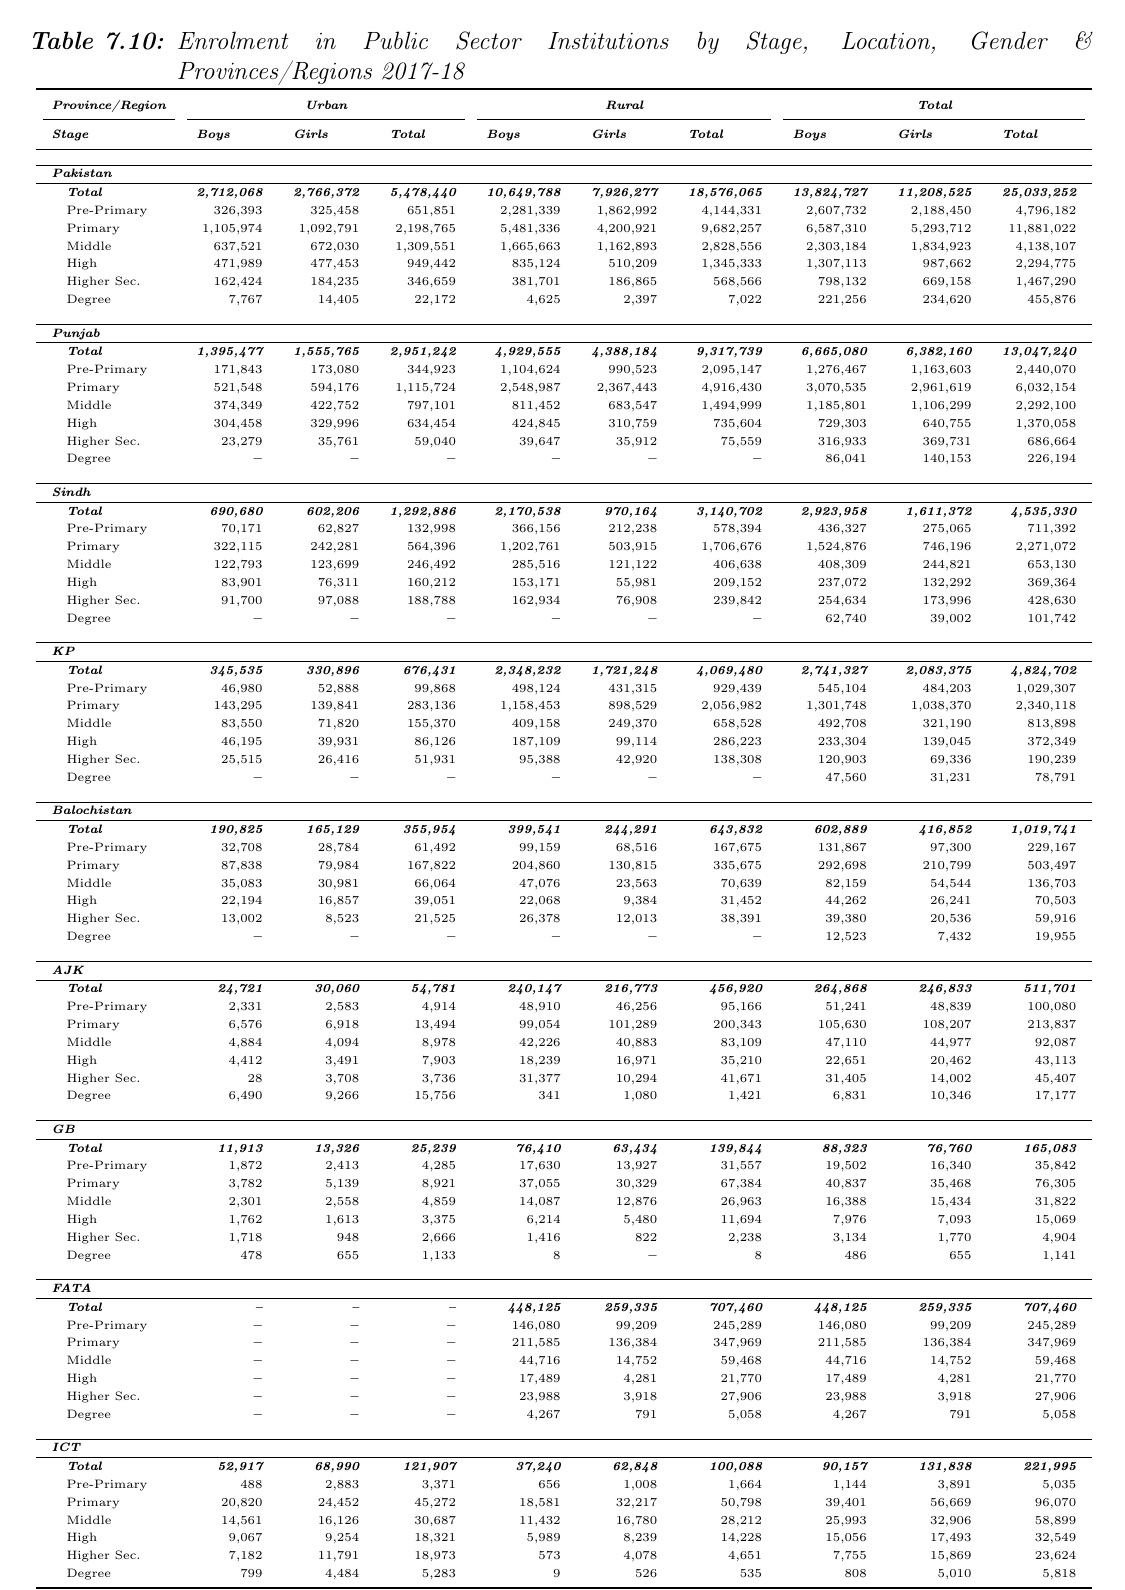 Table 7.10: Enrolment in Public Sector Institutions by Stage, Location, Gender &
Provinces/Regions 2017-18
Province/Region Urban Rural Total
Stage Boys Girls Total Boys Girls Total Boys Girls Total
Pakistan
Total 2,712,068 2,766,372 5,478,440 10,649,788 7,926,277 18,576,065 13,824,727 11,208,525 25,033,252
Pre-Primary 326,393 325,458 651,851 2,281,339 1,862,992 4,144,331 2,607,732 2,188,450 4,796,182
Primary 1,105,974 1,092,791 2,198,765 5,481,336 4,200,921 9,682,257 6,587,310 5,293,712 11,881,022
Middle 637,521 672,030 1,309,551 1,665,663 1,162,893 2,828,556 2,303,184 1,834,923 4,138,107
High 471,989 477,453 949,442 835,124 510,209 1,345,333 1,307,113 987,662 2,294,775
Higher Sec. 162,424 184,235 346,659 381,701 186,865 568,566 798,132 669,158 1,467,290
Degree 7,767 14,405 22,172 4,625 2,397 7,022 221,256 234,620 455,876
Punjab
Total 1,395,477 1,555,765 2,951,242 4,929,555 4,388,184 9,317,739 6,665,080 6,382,160 13,047,240
Pre-Primary 171,843 173,080 344,923 1,104,624 990,523 2,095,147 1,276,467 1,163,603 2,440,070
Primary 521,548 594,176 1,115,724 2,548,987 2,367,443 4,916,430 3,070,535 2,961,619 6,032,154
Middle 374,349 422,752 797,101 811,452 683,547 1,494,999 1,185,801 1,106,299 2,292,100
High 304,458 329,996 634,454 424,845 310,759 735,604 729,303 640,755 1,370,058
Higher Sec. 23,279 35,761 59,040 39,647 35,912 75,559 316,933 369,731 686,664
Degree – – – – – – 86,041 140,153 226,194
Sindh
Total 690,680 602,206 1,292,886 2,170,538 970,164 3,140,702 2,923,958 1,611,372 4,535,330
Pre-Primary 70,171 62,827 132,998 366,156 212,238 578,394 436,327 275,065 711,392
Primary 322,115 242,281 564,396 1,202,761 503,915 1,706,676 1,524,876 746,196 2,271,072
Middle 122,793 123,699 246,492 285,516 121,122 406,638 408,309 244,821 653,130
High 83,901 76,311 160,212 153,171 55,981 209,152 237,072 132,292 369,364
Higher Sec. 91,700 97,088 188,788 162,934 76,908 239,842 254,634 173,996 428,630
Degree – – – – – – 62,740 39,002 101,742
KP
Total 345,535 330,896 676,431 2,348,232 1,721,248 4,069,480 2,741,327 2,083,375 4,824,702
Pre-Primary 46,980 52,888 99,868 498,124 431,315 929,439 545,104 484,203 1,029,307
Primary 143,295 139,841 283,136 1,158,453 898,529 2,056,982 1,301,748 1,038,370 2,340,118
Middle 83,550 71,820 155,370 409,158 249,370 658,528 492,708 321,190 813,898
High 46,195 39,931 86,126 187,109 99,114 286,223 233,304 139,045 372,349
Higher Sec. 25,515 26,416 51,931 95,388 42,920 138,308 120,903 69,336 190,239
Degree – – – – – – 47,560 31,231 78,791
Balochistan
Total 190,825 165,129 355,954 399,541 244,291 643,832 602,889 416,852 1,019,741
Pre-Primary 32,708 28,784 61,492 99,159 68,516 167,675 131,867 97,300 229,167
Primary 87,838 79,984 167,822 204,860 130,815 335,675 292,698 210,799 503,497
Middle 35,083 30,981 66,064 47,076 23,563 70,639 82,159 54,544 136,703
High 22,194 16,857 39,051 22,068 9,384 31,452 44,262 26,241 70,503
Higher Sec. 13,002 8,523 21,525 26,378 12,013 38,391 39,380 20,536 59,916
Degree – – – – – – 12,523 7,432 19,955
AJK
Total 24,721 30,060 54,781 240,147 216,773 456,920 264,868 246,833 511,701
Pre-Primary 2,331 2,583 4,914 48,910 46,256 95,166 51,241 48,839 100,080
Primary 6,576 6,918 13,494 99,054 101,289 200,343 105,630 108,207 213,837
Middle 4,884 4,094 8,978 42,226 40,883 83,109 47,110 44,977 92,087
High 4,412 3,491 7,903 18,239 16,971 35,210 22,651 20,462 43,113
Higher Sec. 28 3,708 3,736 31,377 10,294 41,671 31,405 14,002 45,407
Degree 6,490 9,266 15,756 341 1,080 1,421 6,831 10,346 17,177
GB
Total 11,913 13,326 25,239 76,410 63,434 139,844 88,323 76,760 165,083
Pre-Primary 1,872 2,413 4,285 17,630 13,927 31,557 19,502 16,340 35,842
Primary 3,782 5,139 8,921 37,055 30,329 67,384 40,837 35,468 76,305
Middle 2,301 2,558 4,859 14,087 12,876 26,963 16,388 15,434 31,822
High 1,762 1,613 3,375 6,214 5,480 11,694 7,976 7,093 15,069
Higher Sec. 1,718 948 2,666 1,416 822 2,238 3,134 1,770 4,904
Degree 478 655 1,133 8 – 8 486 655 1,141
FATA
Total – – – 448,125 259,335 707,460 448,125 259,335 707,460
Pre-Primary – – – 146,080 99,209 245,289 146,080 99,209 245,289
Primary – – – 211,585 136,384 347,969 211,585 136,384 347,969
Middle – – – 44,716 14,752 59,468 44,716 14,752 59,468
High – – – 17,489 4,281 21,770 17,489 4,281 21,770
Higher Sec. – – – 23,988 3,918 27,906 23,988 3,918 27,906
Degree – – – 4,267 791 5,058 4,267 791 5,058
ICT
Total 52,917 68,990 121,907 37,240 62,848 100,088 90,157 131,838 221,995
Pre-Primary 488 2,883 3,371 656 1,008 1,664 1,144 3,891 5,035
Primary 20,820 24,452 45,272 18,581 32,217 50,798 39,401 56,669 96,070
Middle 14,561 16,126 30,687 11,432 16,780 28,212 25,993 32,906 58,899
High 9,067 9,254 18,321 5,989 8,239 14,228 15,056 17,493 32,549
Higher Sec. 7,182 11,791 18,973 573 4,078 4,651 7,755 15,869 23,624
Degree 799 4,484 5,283 9 526 535 808 5,010 5,818